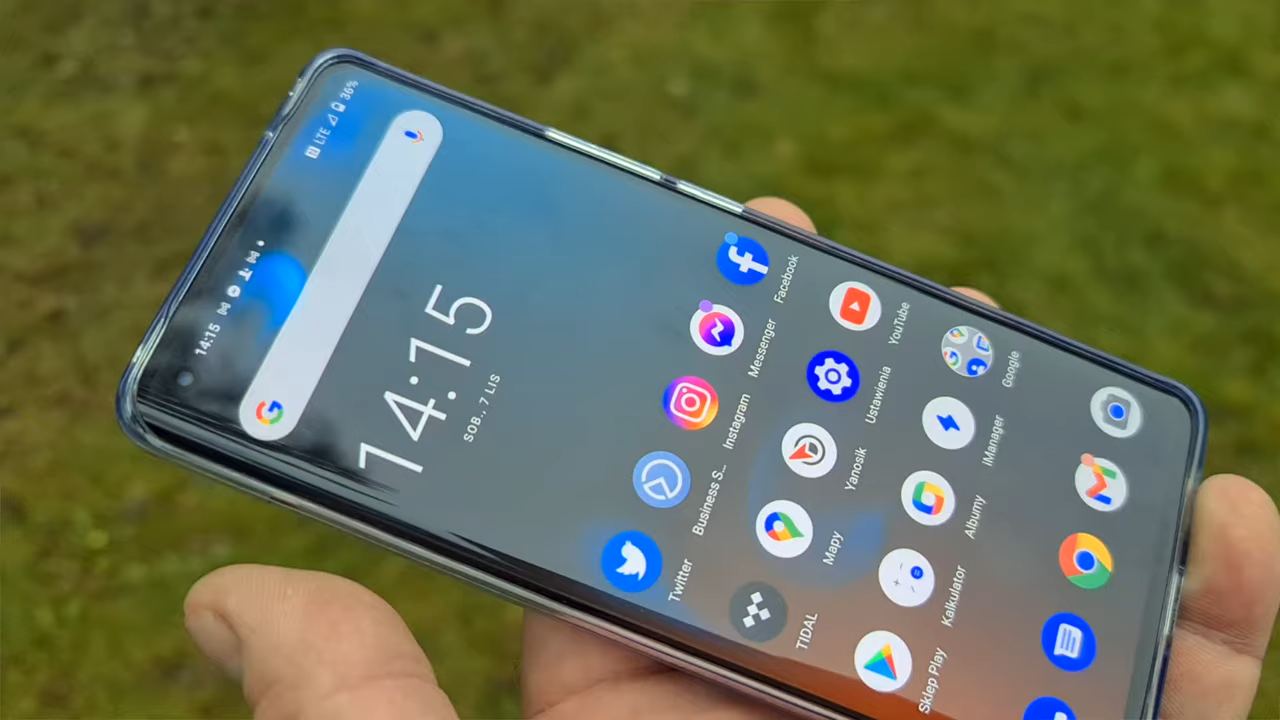 14:15 LTE 36%
14:15
SOB., 7 LIS
Twitter Business S... Instagram Messenger Facebook
TIDAL Mapy Yanosik Ustawienia YouTube
Sklep Play Kalkulator Albumy iManager Google